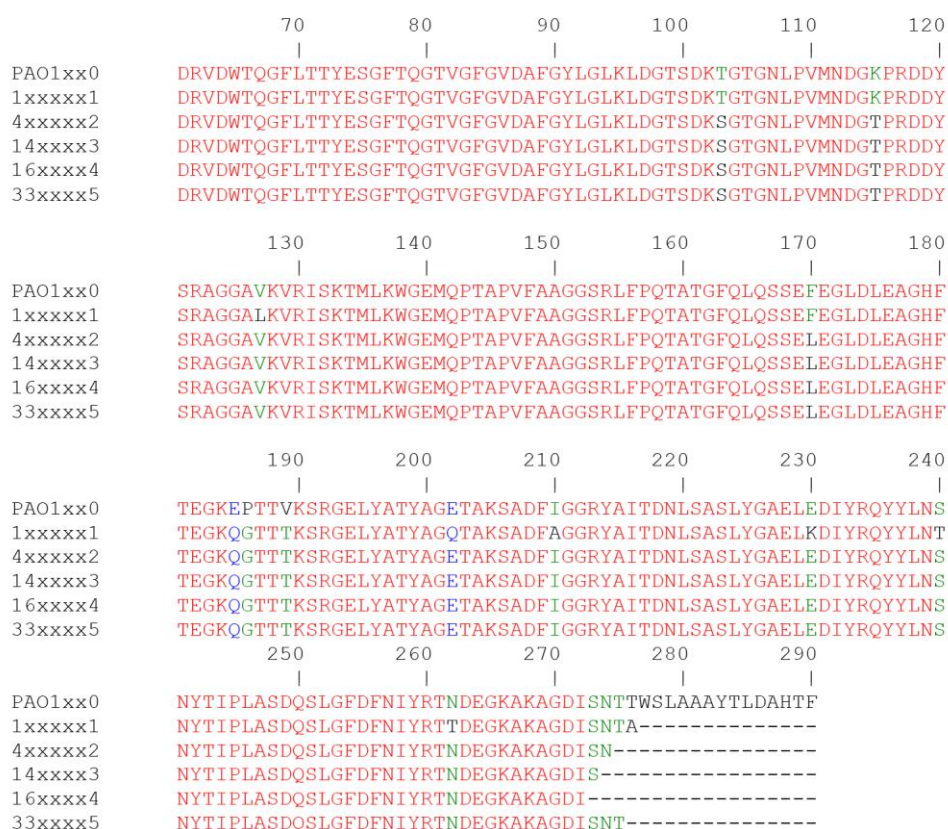 70 80 90 100 110 120
| | | | | |
PAO1xx0 DRVDWTQGFLTTYESGFTQGTVGFGVDAFGYLGLKLDGTSDKTGTGNLPVMNDGKPRDDY
1xxxxx1 DRVDWTQGFLTTYESGFTQGTVGFGVDAFGYLGLKLDGTSDKTGTGNLPVMNDGKPRDDY
4xxxxx2 DRVDWTQGFLTTYESGFTQGTVGFGVDAFGYLGLKLDGTSDKSGTGNLPVMNDGTPRDDY
14xxxx3 DRVDWTQGFLTTYESGFTQGTVGFGVDAFGYLGLKLDGTSDKSGTGNLPVMNDGTPRDDY
16xxxx4 DRVDWTQGFLTTYESGFTQGTVGFGVDAFGYLGLKLDGTSDKSGTGNLPVMNDGTPRDDY
33xxxx5 DRVDWTQGFLTTYESGFTQGTVGFGVDAFGYLGLKLDGTSDKSGTGNLPVMNDGTPRDDY
130 140 150 160 170 180
| | | | | |
PAO1xx0 SRAGGAVKVRISKTMLKWGEMQPTAPVFAAGGSRLFPQTATGFQLQSSEFEGLDLEAGHF
1xxxxx1 SRAGGALKVRISKTMLKWGEMQPTAPVFAAGGSRLFPQTATGFQLQSSEFEGLDLEAGHF
4xxxxx2 SRAGGAVKVRISKTMLKWGEMQPTAPVFAAGGSRLFPQTATGFQLQSSELEGLDLEAGHF
14xxxx3 SRAGGAVKVRISKTMLKWGEMQPTAPVFAAGGSRLFPQTATGFQLQSSELEGLDLEAGHF
16xxxx4 SRAGGAVKVRISKTMLKWGEMQPTAPVFAAGGSRLFPQTATGFQLQSSELEGLDLEAGHF
33xxxx5 SRAGGAVKVRISKTMLKWGEMQPTAPVFAAGGSRLFPQTATGFQLQSSELEGLDLEAGHF
190 200 210 220 230 240
| | | | | |
PAO1xx0 TEGKEPTTVKSRGELYATYAGETAKSADFIGGRYAITDNLSASLYGAELEDIYRQYYLNS
1xxxxx1 TEGKQGTTTKSRGELYATYAGQTAKSADFAGGRYAITDNLSASLYGAELKDIYRQYYLNT
4xxxxx2 TEGKQGTTTKSRGELYATYAGETAKSADFIGGRYAITDNLSASLYGAELEDIYRQYYLNS
14xxxx3 TEGKQGTTTKSRGELYATYAGETAKSADFIGGRYAITDNLSASLYGAELEDIYRQYYLNS
16xxxx4 TEGKQGTTTKSRGELYATYAGETAKSADFIGGRYAITDNLSASLYGAELEDIYRQYYLNS
33xxxx5 TEGKQGTTTKSRGELYATYAGETAKSADFIGGRYAITDNLSASLYGAELEDIYRQYYLNS
250 260 270 280 290
| | | | |
PAO1xx0 NYTIPLASDQSLGFDFNIYRTNDEGKAKAGDISNTTWSLAAAYTLDAHTF
1xxxxx1 NYTIPLASDQSLGFDFNIYRTTDEGKAKAGDISNTA--------------
4xxxxx2 NYTIPLASDQSLGFDFNIYRTNDEGKAKAGDISN----------------
14xxxx3 NYTIPLASDQSLGFDFNIYRTNDEGKAKAGDIS-----------------
16xxxx4 NYTIPLASDQSLGFDFNIYRTNDEGKAKAGDI------------------
33xxxx5 NYTIPLASDQSLGFDFNIYRTNDEGKAKAGDISNT---------------